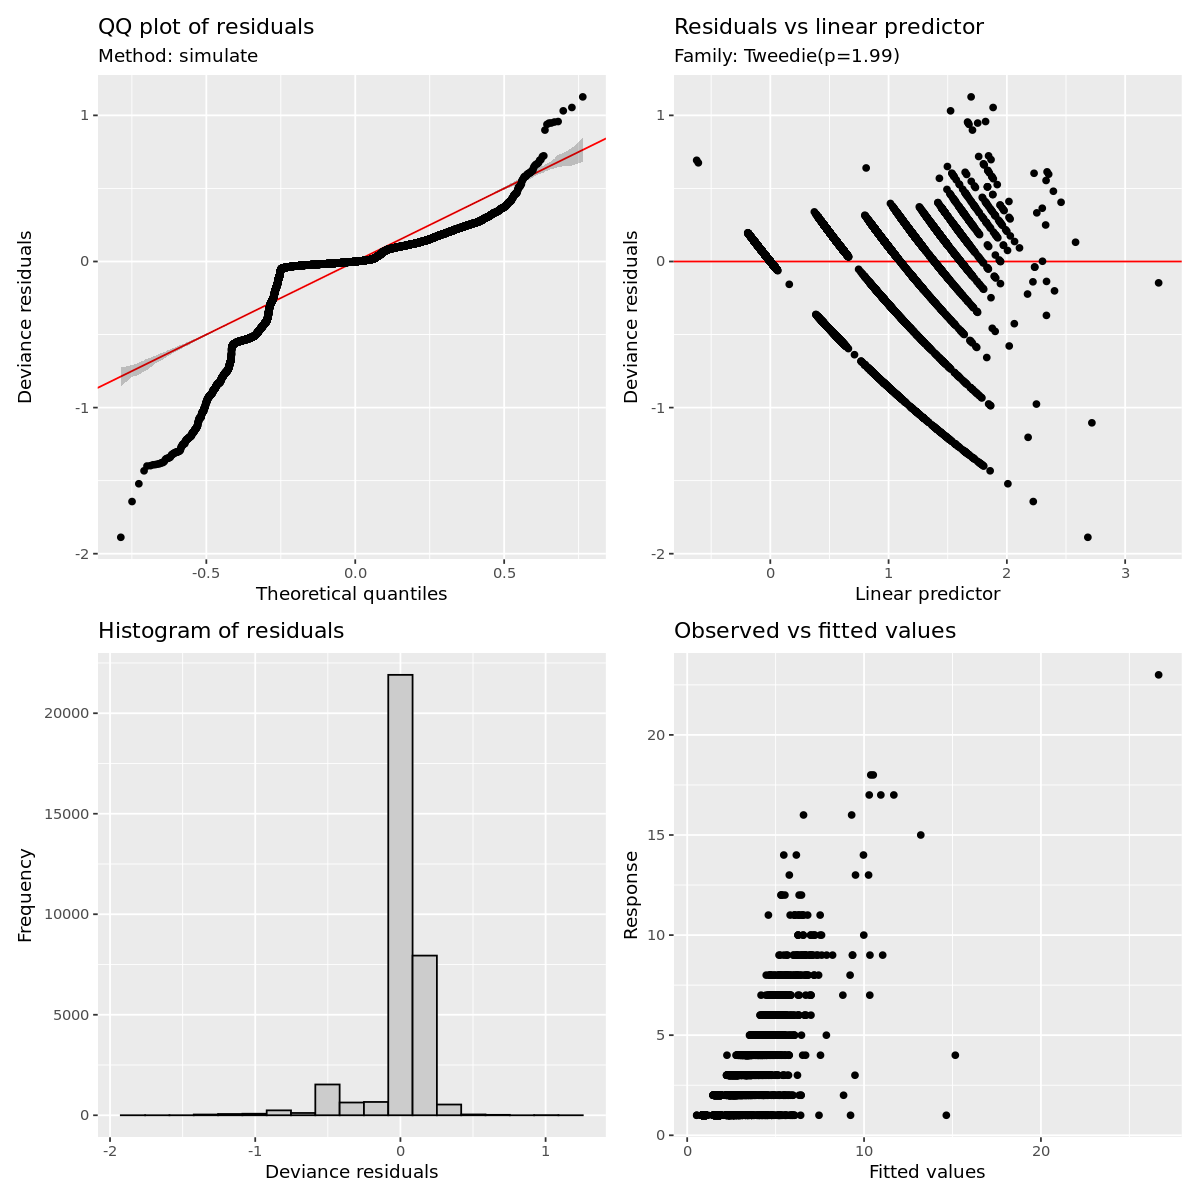 QQ plot of residuals
Method: simulate
1
0
-1
-2
Deviance residuals
-0.5
0.0
0.5
Theoretical quantiles
Residuals vs linear predictor
Family: Tweedie(p=1.99)
1
0
-1
-2
Deviance residuals
0
1
2
3
Linear predictor
Histogram of residuals
20000
15000
10000
5000
0
Frequency
-2
-1
0
1
Deviance residuals
Observed vs fitted values
20
15
10
5
0
Response
0
10
20
Fitted values